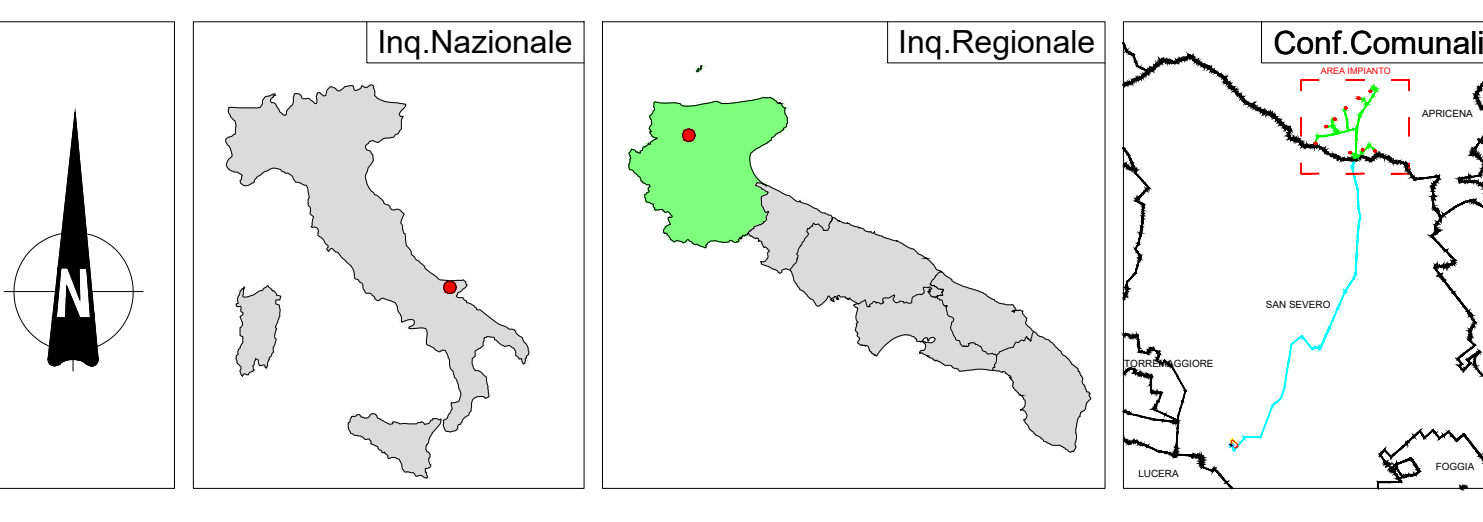 N
Inq.Nazionale
Inq.Regionale
Conf.Comunali
AREA IMPIANTO
APRICENA
SAN SEVERO
TORREMAGGIORE
LUCERA
FOGGIA